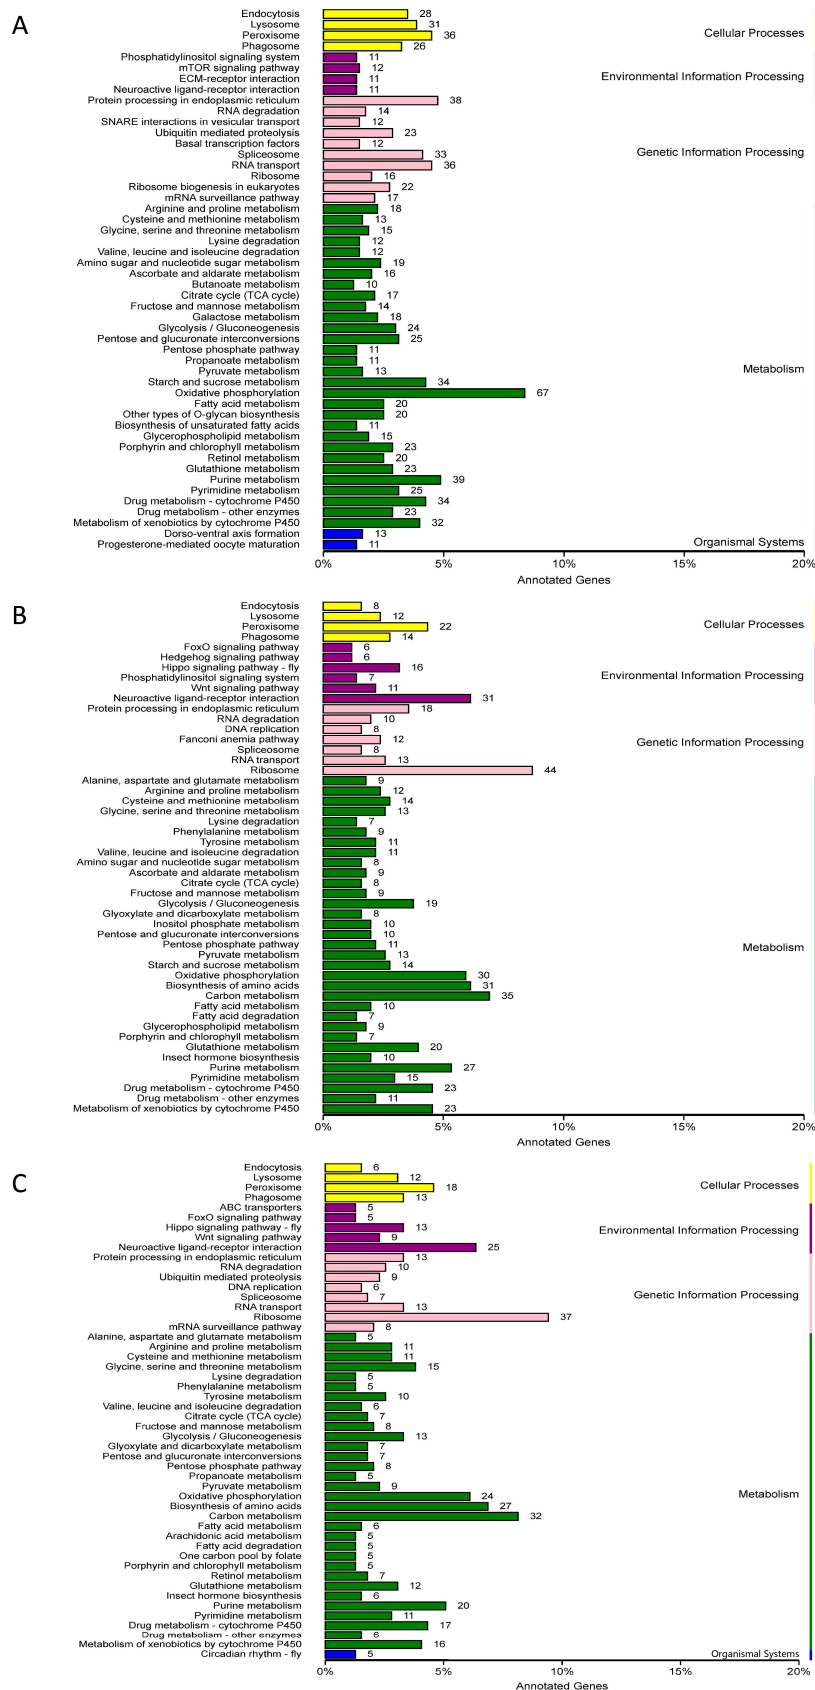 A
Endocytosis 28
Lysosome 31
Peroxisome 36
Cellular Processes
Phagosome 26
Phosphatidylinositol signaling system 11
mTOR signaling pathway 12
ECM-receptor interaction 11
Environmental Information Processing
Neuroactive ligand-receptor interaction 11
Protein processing in endoplasmic reticulum 38
RNA degradation 14
SNARE interactions in vesicular transport 12
Ubiquitin mediated proteolysis 23
Basal transcription factors 12
Spliceosome 33
Genetic Information Processing
RNA transport 36
Ribosome 16
Ribosome biogenesis in eukaryotes 22
mRNA surveillance pathway 17
Arginine and proline metabolism 18
Cysteine and methionine metabolism 13
Glycine, serine and threonine metabolism 15
Lysine degradation 12
Valine, leucine and isoleucine degradation 12
Amino sugar and nucleotide sugar metabolism 19
Ascorbate and aldarate metabolism 16
Butanoate metabolism 10
Citrate cycle (TCA cycle) 17
Fructose and mannose metabolism 14
Galactose metabolism 18
Glycolysis / Gluconeogenesis 24
Pentose and glucuronate interconversions 25
Pentose phosphate pathway 11
Propanoate metabolism 11
Pyruvate metabolism 13
Metabolism
Starch and sucrose metabolism 34
Oxidative phosphorylation 67
Fatty acid metabolism 20
Other types of O-glycan biosynthesis 20
Biosynthesis of unsaturated fatty acids 11
Glycerophospholipid metabolism 15
Porphyrin and chlorophyll metabolism 23
Retinol metabolism 20
Glutathione metabolism 23
Purine metabolism 39
Pyrimidine metabolism 25
Drug metabolism - cytochrome P450 34
Drug metabolism - other enzymes 23
Metabolism of xenobiotics by cytochrome P450 32
Dorso-ventral axis formation 13
Progesterone-mediated oocyte maturation 11
Organismal Systems
0% 5% 10% 15% 20%
Annotated Genes
B
Endocytosis 8
Lysosome 12
Peroxisome 22
Cellular Processes
Phagosome 14
FoxO signaling pathway 6
Hedgehog signaling pathway 6
Hippo signaling pathway - fly 16
Environmental Information Processing
Phosphatidylinositol signaling system 7
Wnt signaling pathway 11
Neuroactive ligand-receptor interaction 31
Protein processing in endoplasmic reticulum 18
RNA degradation 10
DNA replication 8
Fanconi anemia pathway 12
Genetic Information Processing
Spliceosome 8
RNA transport 13
Ribosome 44
Alanine, aspartate and glutamate metabolism 9
Arginine and proline metabolism 12
Cysteine and methionine metabolism 14
Glycine, serine and threonine metabolism 13
Lysine degradation 7
Phenylalanine metabolism 9
Tyrosine metabolism 11
Valine, leucine and isoleucine degradation 11
Amino sugar and nucleotide sugar metabolism 8
Ascorbate and aldarate metabolism 9
Citrate cycle (TCA cycle) 8
Fructose and mannose metabolism 9
Glycolysis / Gluconeogenesis 19
Glyoxylate and dicarboxylate metabolism 8
Inositol phosphate metabolism 10
Pentose and glucuronate interconversions 10
Pentose phosphate pathway 11
Metabolism
Pyruvate metabolism 13
Starch and sucrose metabolism 14
Oxidative phosphorylation 30
Biosynthesis of amino acids 31
Carbon metabolism 35
Fatty acid metabolism 10
Fatty acid degradation 7
Glycerophospholipid metabolism 9
Porphyrin and chlorophyll metabolism 7
Glutathione metabolism 20
Insect hormone biosynthesis 10
Purine metabolism 27
Pyrimidine metabolism 15
Drug metabolism - cytochrome P450 23
Drug metabolism - other enzymes 11
Metabolism of xenobiotics by cytochrome P450 23
0% 5% 10% 15% 20%
Annotated Genes
C
Endocytosis 6
Lysosome 12
Peroxisome 18
Cellular Processes
Phagosome 13
ABC transporters 5
FoxO signaling pathway 5
Hippo signaling pathway - fly 13
Environmental Information Processing
Wnt signaling pathway 9
Neuroactive ligand-receptor interaction 25
Protein processing in endoplasmic reticulum 13
RNA degradation 10
Ubiquitin mediated proteolysis 9
DNA replication 6
Genetic Information Processing
Spliceosome 7
RNA transport 13
Ribosome 37
mRNA surveillance pathway 8
Alanine, aspartate and glutamate metabolism 5
Arginine and proline metabolism 11
Cysteine and methionine metabolism 11
Glycine, serine and threonine metabolism 15
Lysine degradation 5
Phenylalanine metabolism 5
Tyrosine metabolism 10
Valine, leucine and isoleucine degradation 6
Citrate cycle (TCA cycle) 7
Fructose and mannose metabolism 8
Glycolysis / Gluconeogenesis 13
Glyoxylate and dicarboxylate metabolism 7
Pentose and glucuronate interconversions 7
Pentose phosphate pathway 8
Propanoate metabolism 5
Pyruvate metabolism 9
Metabolism
Oxidative phosphorylation 24
Biosynthesis of amino acids 27
Carbon metabolism 32
Fatty acid metabolism 6
Arachidonic acid metabolism 5
Fatty acid degradation 5
One carbon pool by folate 5
Porphyrin and chlorophyll metabolism 5
Retinol metabolism 7
Glutathione metabolism 12
Insect hormone biosynthesis 6
Purine metabolism 20
Pyrimidine metabolism 11
Drug metabolism - cytochrome P450 17
Drug metabolism - other enzymes 6
Metabolism of xenobiotics by cytochrome P450 16
Circadian rhythm - fly 5
Organismal Systems
0% 5% 10% 15% 20%
Annotated Genes